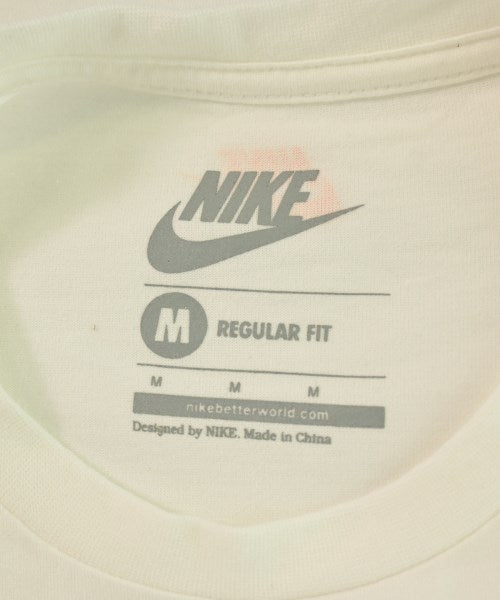 NIKE
M REGULAR FIT
M M M
nikebetterworld.com
Designed by NIKE. Made in China